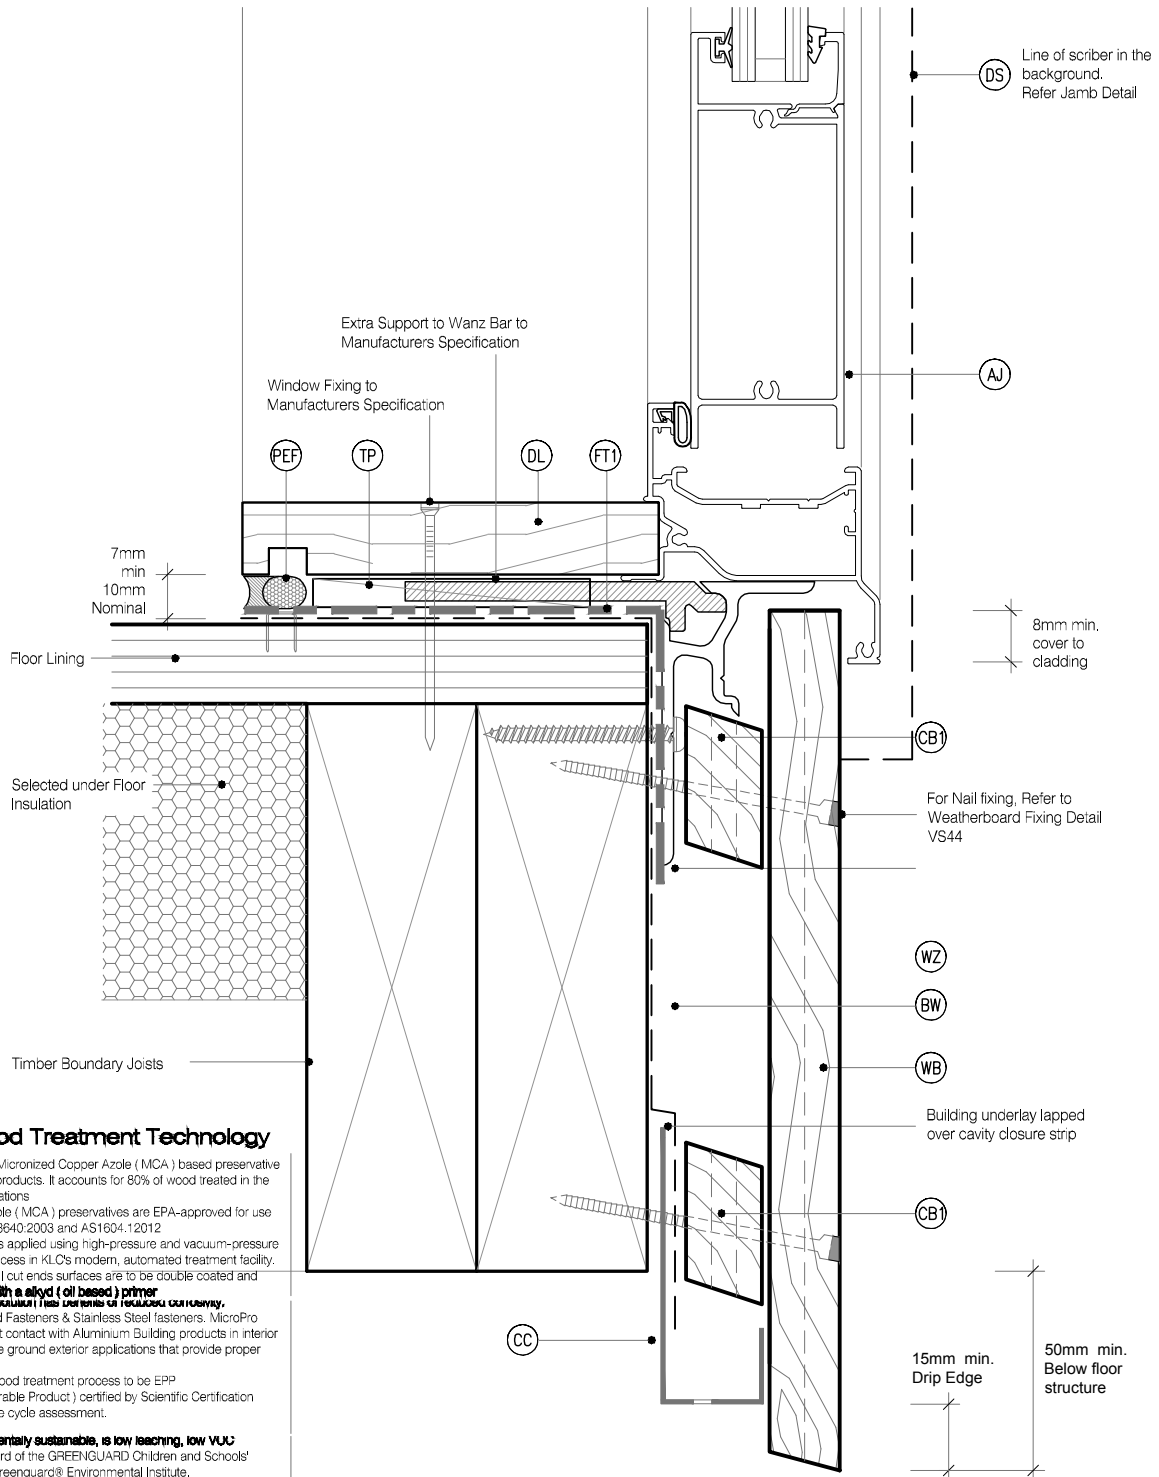 Line of scriber in the
background.
Refer Jamb Detail
DS
AJ
Extra Support to Wanz Bar to
Manufacturers Specification
Window Fixing to
Manufacturers Specification
PEF
TP
DL
FT1
7mm
min
10mm
Nominal
8mm min.
cover to
cladding
Floor Lining
CB1
Selected under Floor
Insulation
For Nail fixing, Refer to
Weatherboard Fixing Detail
VS44
WZ
BW
Timber Boundary Joists
WB
Building underlay lapped
over cavity closure strip
CB1
CC
15mm min.
Drip Edge
50mm min.
Below floor
structure
od Treatment Technology
Micronized Copper Azole ( MCA ) based preservative
products. It accounts for 80% of wood treated in the
ations
ble ( MCA ) preservatives are EPA-approved for use
3640:2003 and AS1604.12012
s applied using high-pressure and vacuum-pressure
cess in KLC's modern, automated treatment facility.
l cut ends surfaces are to be double coated and
ith a alkyd ( oil based ) primer
olution has benefits of reduced corrosivity.
d Fasteners & Stainless Steel fasteners. MicroPro
t contact with Aluminium Building products in interior
e ground exterior applications that provide proper
ood treatment process to be EPP
rable Product ) certified by Scientific Certification
e cycle assessment.
entally sustainable, is low leaching, low VOC
rd of the GREENGUARD Children and Schools'
reenguard® Environmental Institute.